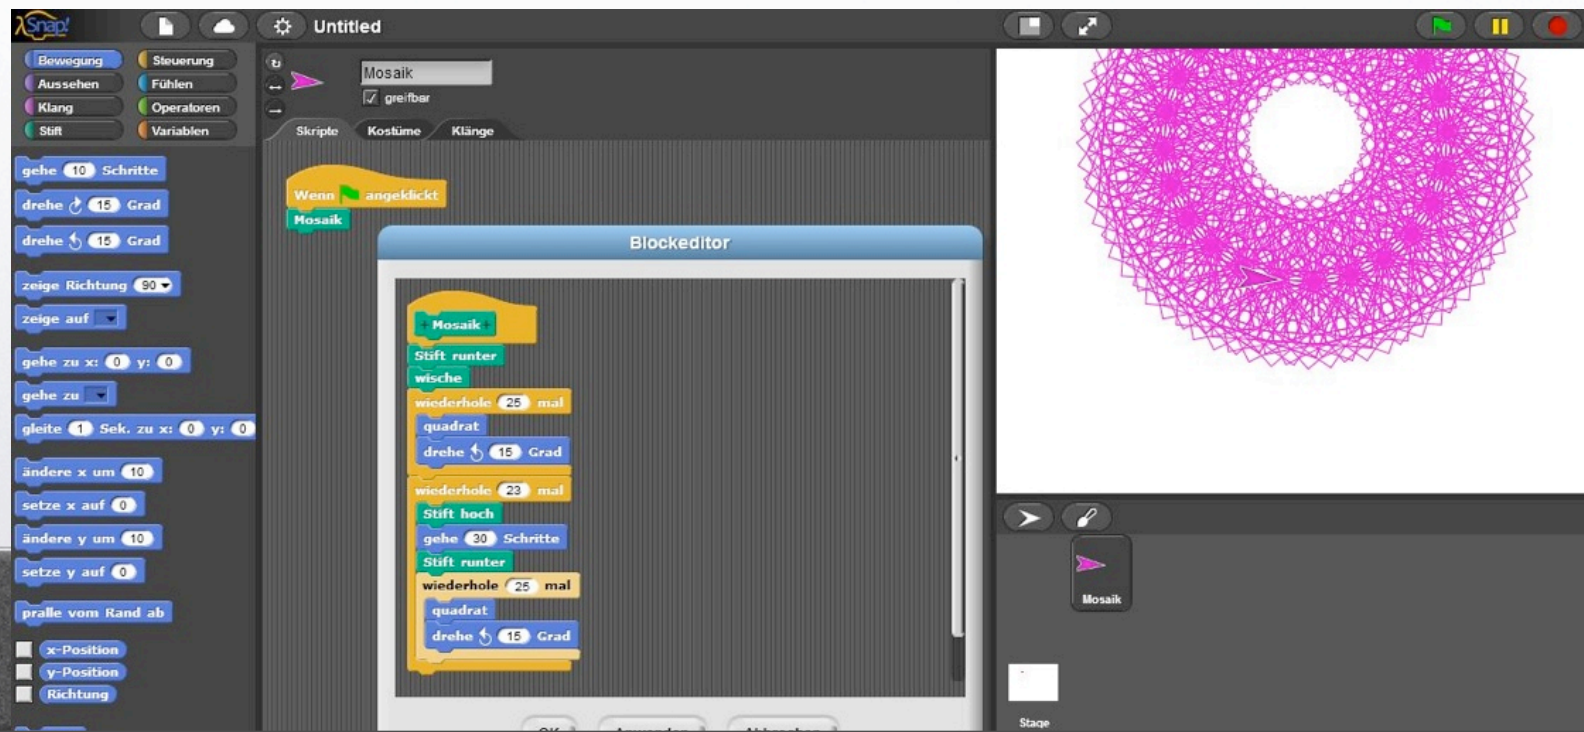 Snap!
Untitled
Bewegung
Steuerung
Aussehen
Fühlen
Klang
Operatoren
Stift
Variablen
gehe 10 Schritte
drehe 15 Grad
drehe 15 Grad
zeige Richtung 90
zeige auf
gehe zu x: 0 y: 0
gehe zu
gleite 1 Sek. zu x: 0 y: 0
ändere x um 10
setze x auf 0
ändere y um 10
setze y auf 0
pralle vom Rand ab
x-Position
y-Position
Richtung
Mosaik
greifbar
Skripte Kostüme Klänge
Wenn angeklickt
Mosaik
Blockeditor
+ Mosaik +
Stift runter
wische
wiederhole 25 mal
quadrat
drehe 15 Grad
wiederhole 23 mal
Stift hoch
gehe 30 Schritte
Stift runter
wiederhole 25 mal
quadrat
drehe 15 Grad
Mosaik
Stage